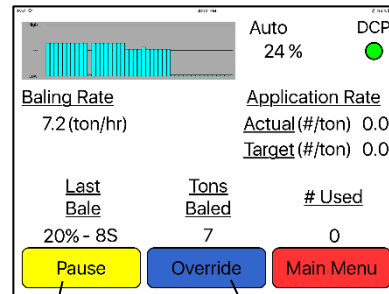 High
Auto
DCP
24 %
Baling Rate
Application Rate
7.2 (ton/hr)
Actual (#/ton) 0.0
Target (#/ton) 0.0
Last
Bale
Tons
Baled
# Used
20% - 8S
7
0
Pause
Override
Main Menu